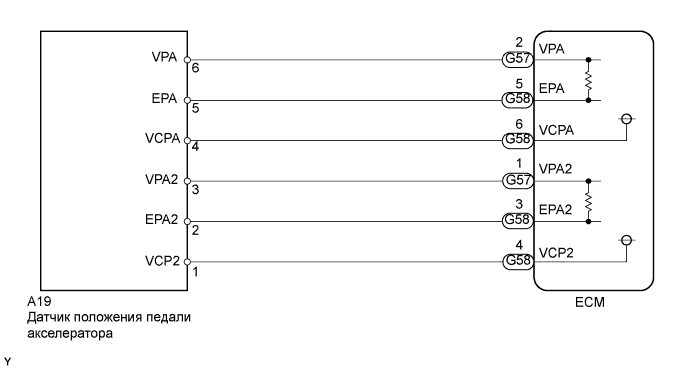 VPA 6 2 G57 VPA
EPA 5 5 G58 EPA
VCPA 4 6 G58 VCPA
VPA2 3 1 G57 VPA2
EPA2 2 3 G58 EPA2
VCP2 1 4 G58 VCP2
A19
Датчик положения педали
акселератора
ECM
Y